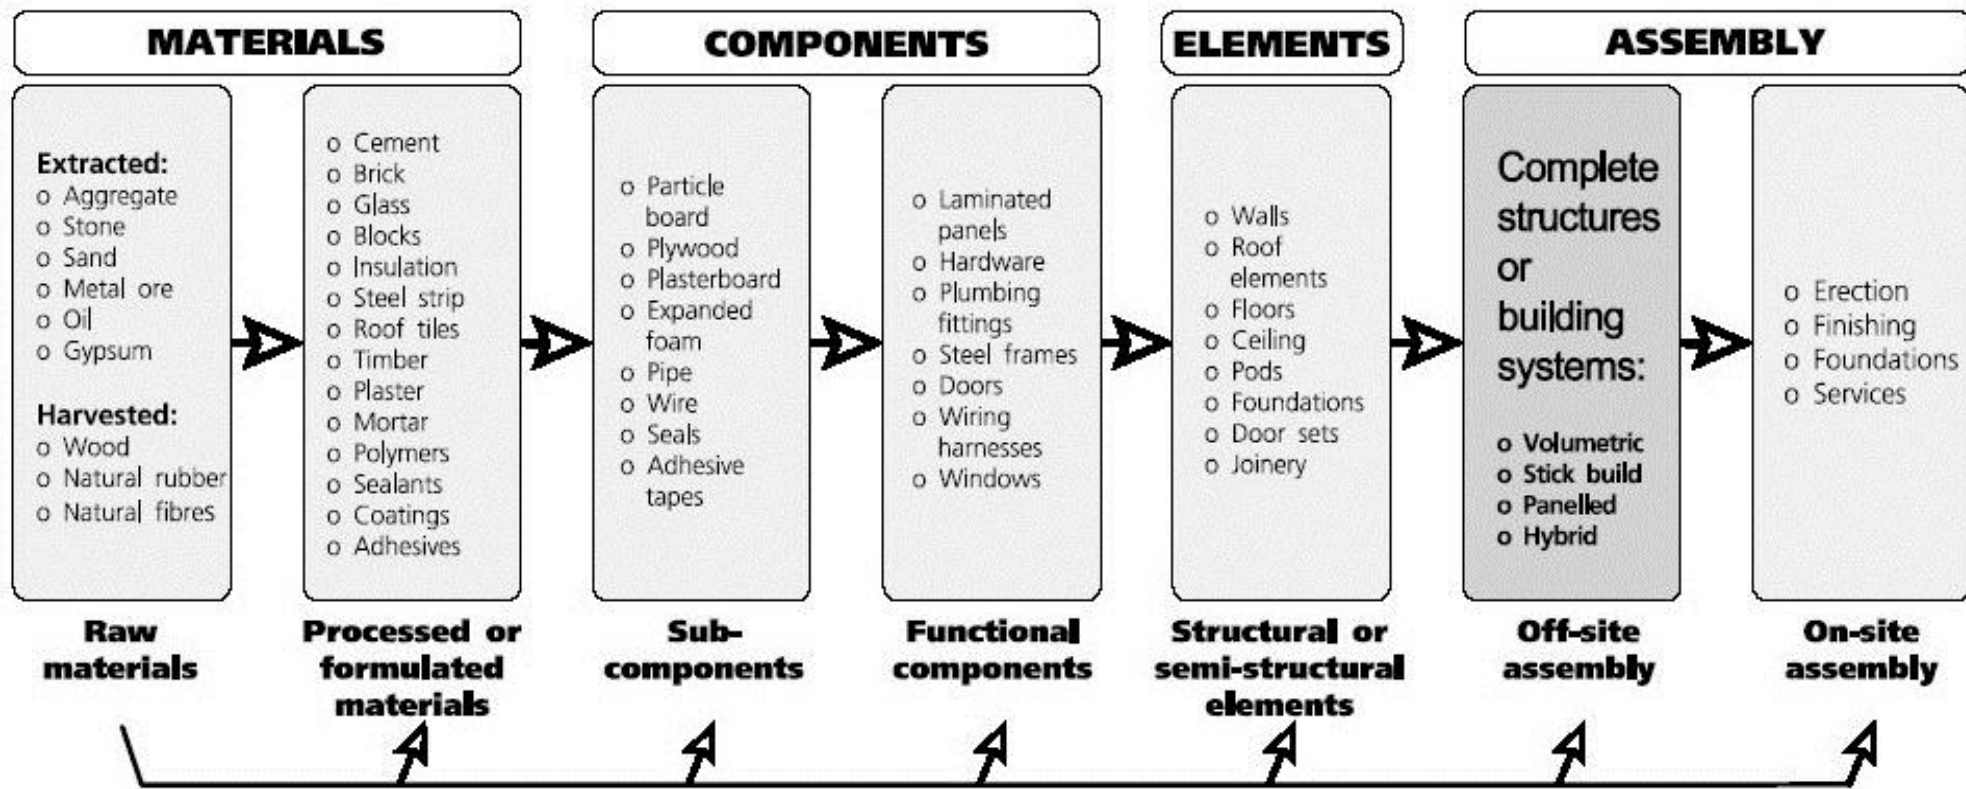 MATERIALS
COMPONENTS
ELEMENTS
ASSEMBLY
Extracted:
o Aggregate
o Stone
o Sand
o Metal ore
o Oil
o Gypsum
Harvested:
o Wood
o Natural rubber
o Natural fibres
Raw
materials
o Cement
o Brick
o Glass
o Blocks
o Insulation
o Steel strip
o Roof tiles
o Timber
o Plaster
o Mortar
o Polymers
o Sealants
o Coatings
o Adhesives
Processed or
formulated
materials
o Particle
board
o Plywood
o Plasterboard
o Expanded
foam
o Pipe
o Wire
o Seals
o Adhesive
tapes
Sub-
components
o Laminated
panels
o Hardware
o Plumbing
fittings
o Steel frames
o Doors
o Wiring
harnesses
o Windows
Functional
components
o Walls
o Roof
elements
o Floors
o Ceiling
o Pods
o Foundations
o Door sets
o Joinery
Structural or
semi-structural
elements
Complete
structures
or
building
systems:
o Volumetric
o Stick build
o Panelled
o Hybrid
Off-site
assembly
o Erection
o Finishing
o Foundations
o Services
On-site
assembly